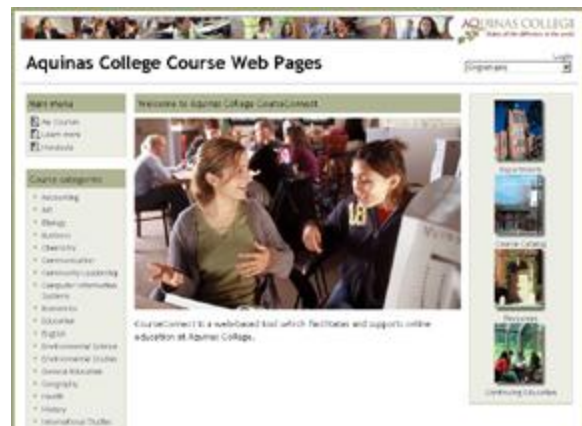 AQUINAS COLLEGE
Aquinas College Course Web Pages
Login
Main menu
My Courses
Learn more
Welcome to Aquinas College CourseConnect
Course categories
Accounting
Art
Biology
Business
Chemistry
Communication
Community Leadership
Computer Information
Systems
Economics
Education
English
Environmental Science
Environmental Studies
General Education
Geography
Health
History
International Studies
CourseConnect is a web-based tool which facilitates and supports online
education at Aquinas College.
Departments
Course Catalog
Resources
Continuing Education